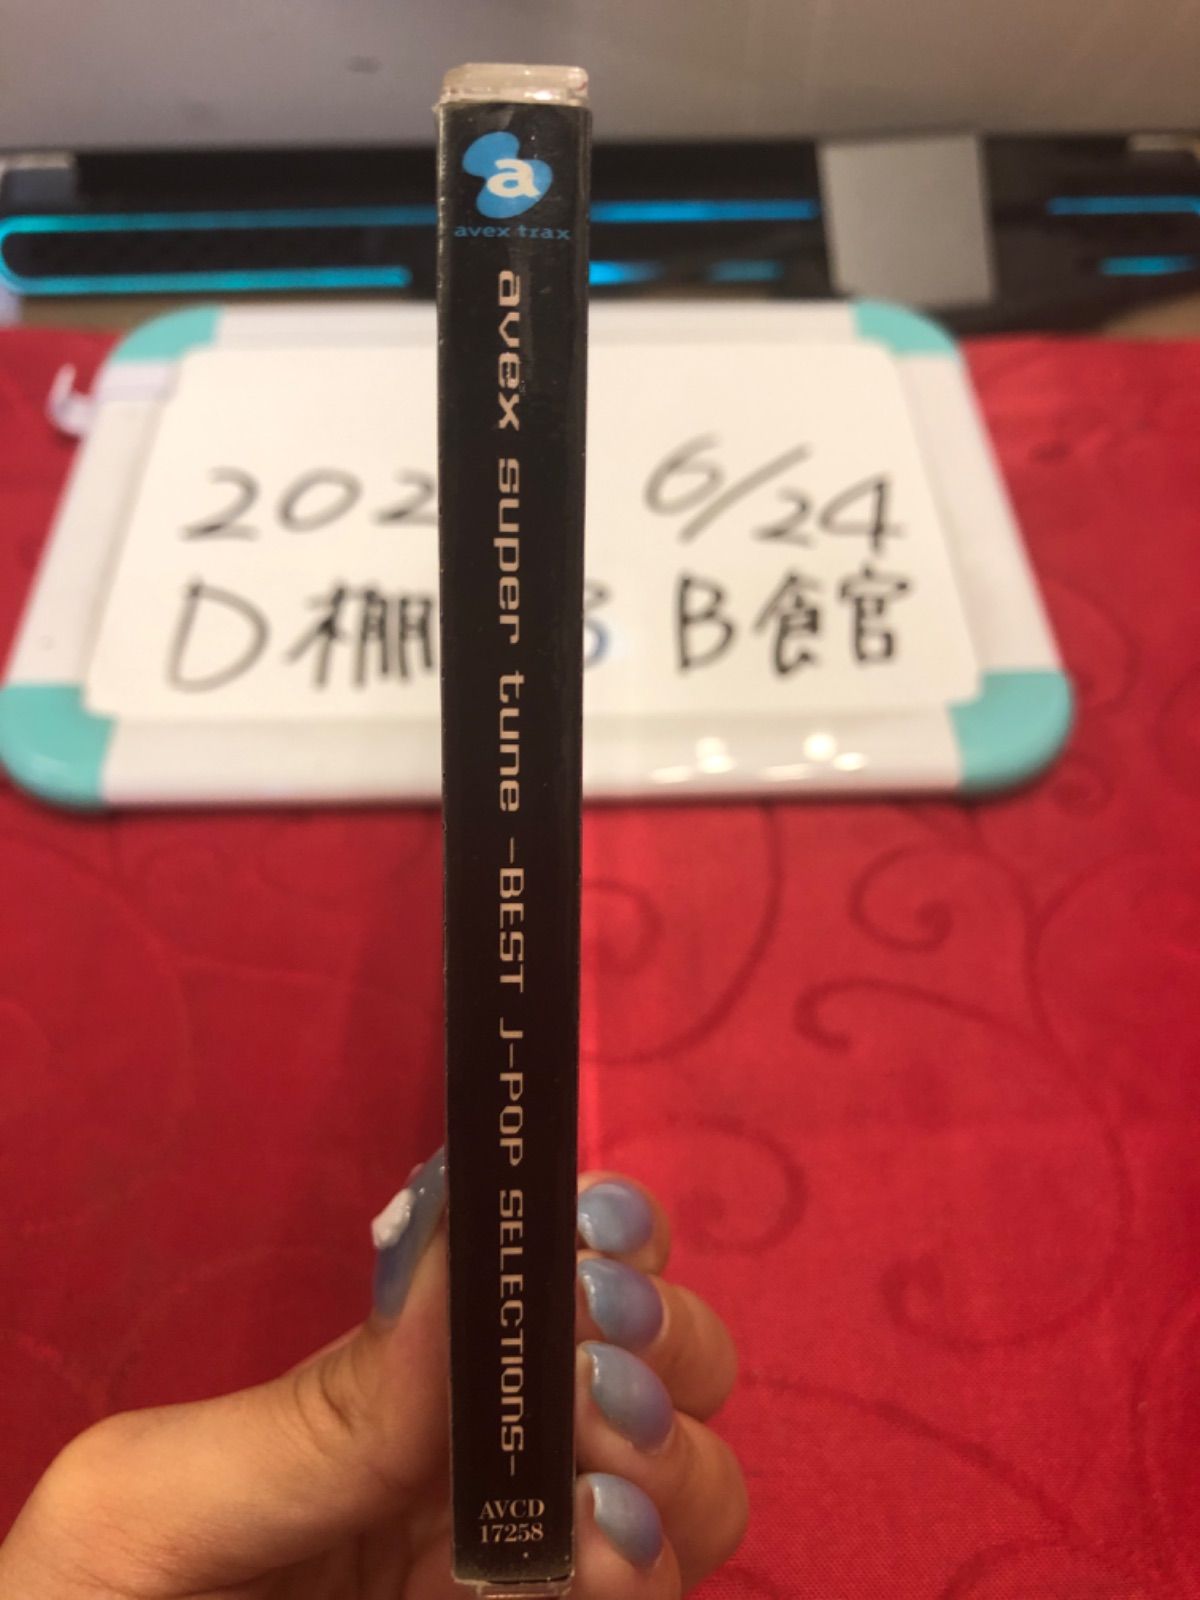 a
avex trax
avex super tune -BEST J-POP SELECTIONS-
AVCD
17258
202 6/24
D棚 B館